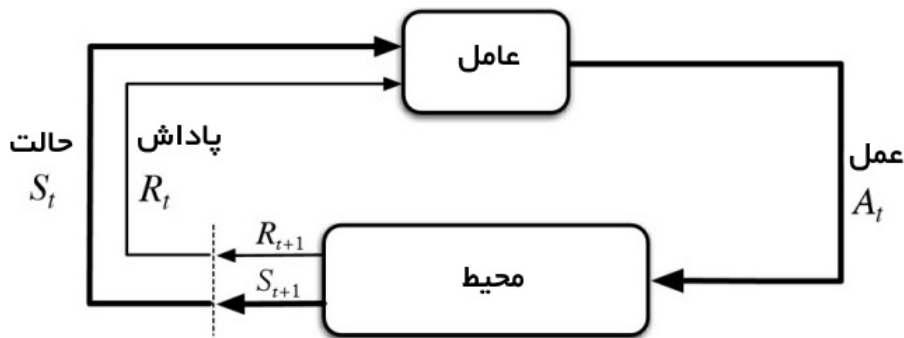 عامل
حالت
S_t
پاداش
R_t
عمل
A_t
R_{t+1}
S_{t+1}
محیط